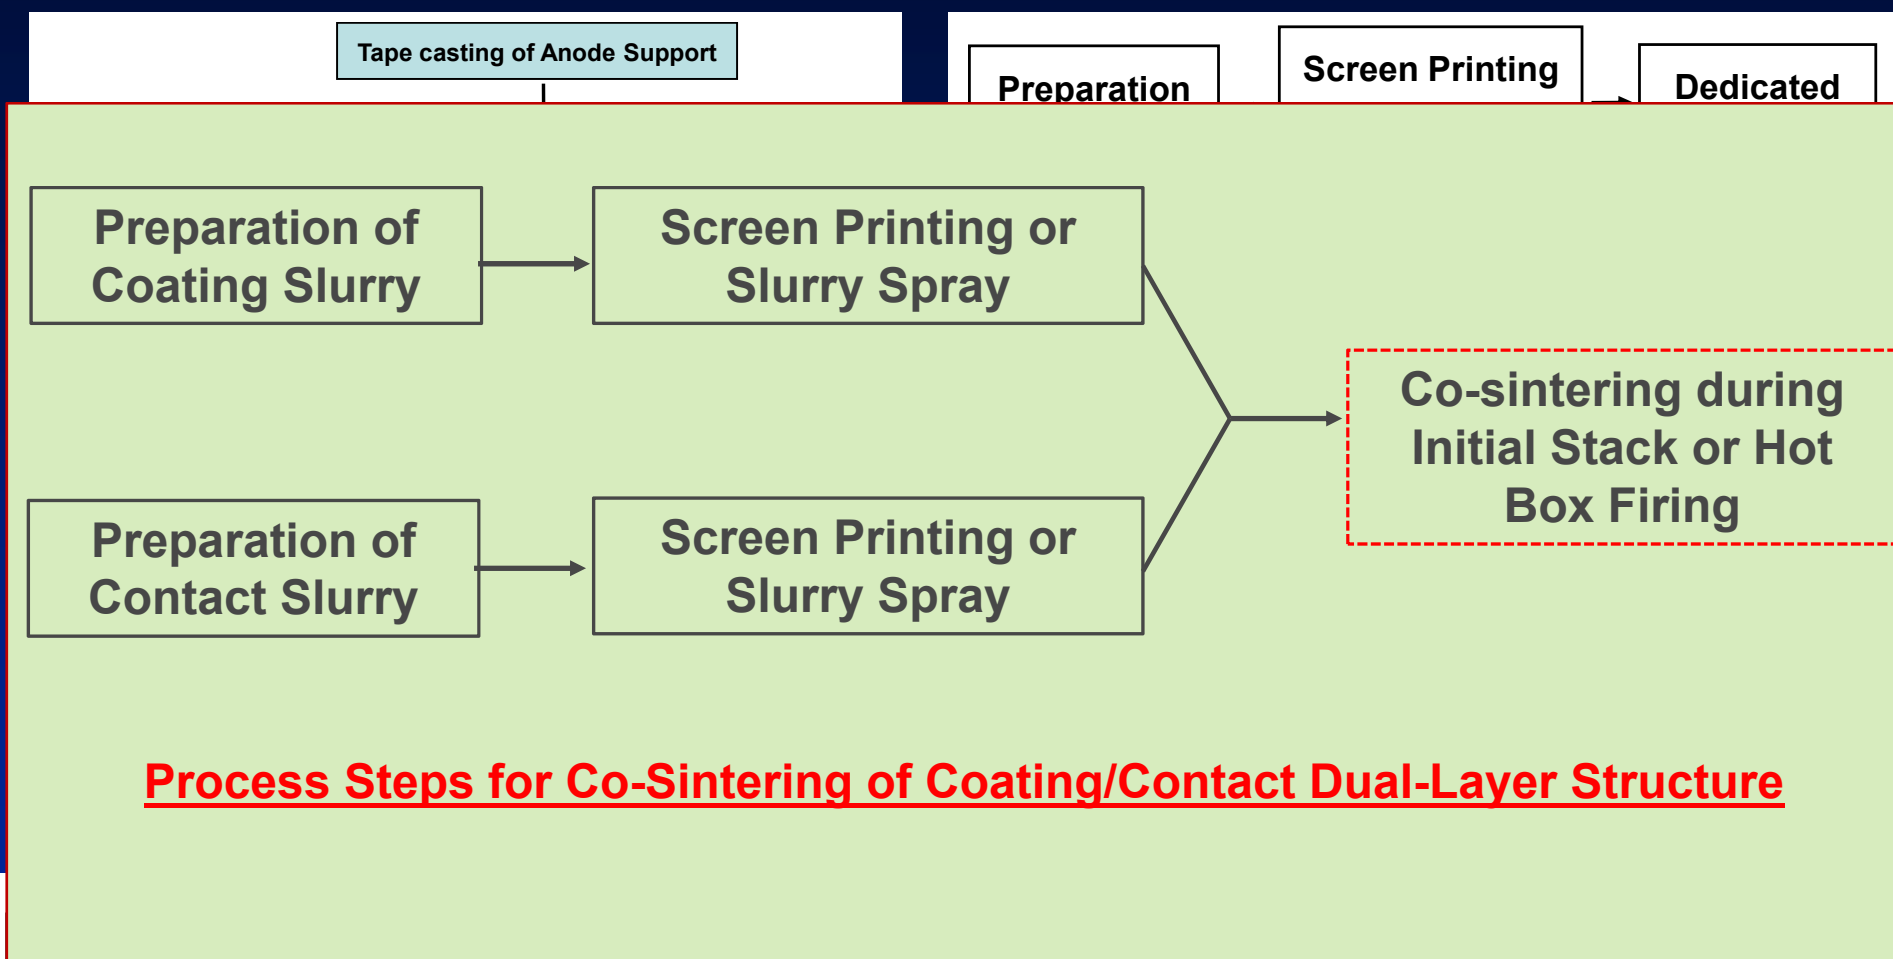 Tape casting of Anode Support
Preparation
Screen Printing
Dedicated
Preparation of
Coating Slurry
Screen Printing or
Slurry Spray
Co-sintering during
Initial Stack or Hot
Box Firing
Preparation of
Contact Slurry
Screen Printing or
Slurry Spray
Process Steps for Co-Sintering of Coating/Contact Dual-Layer Structure